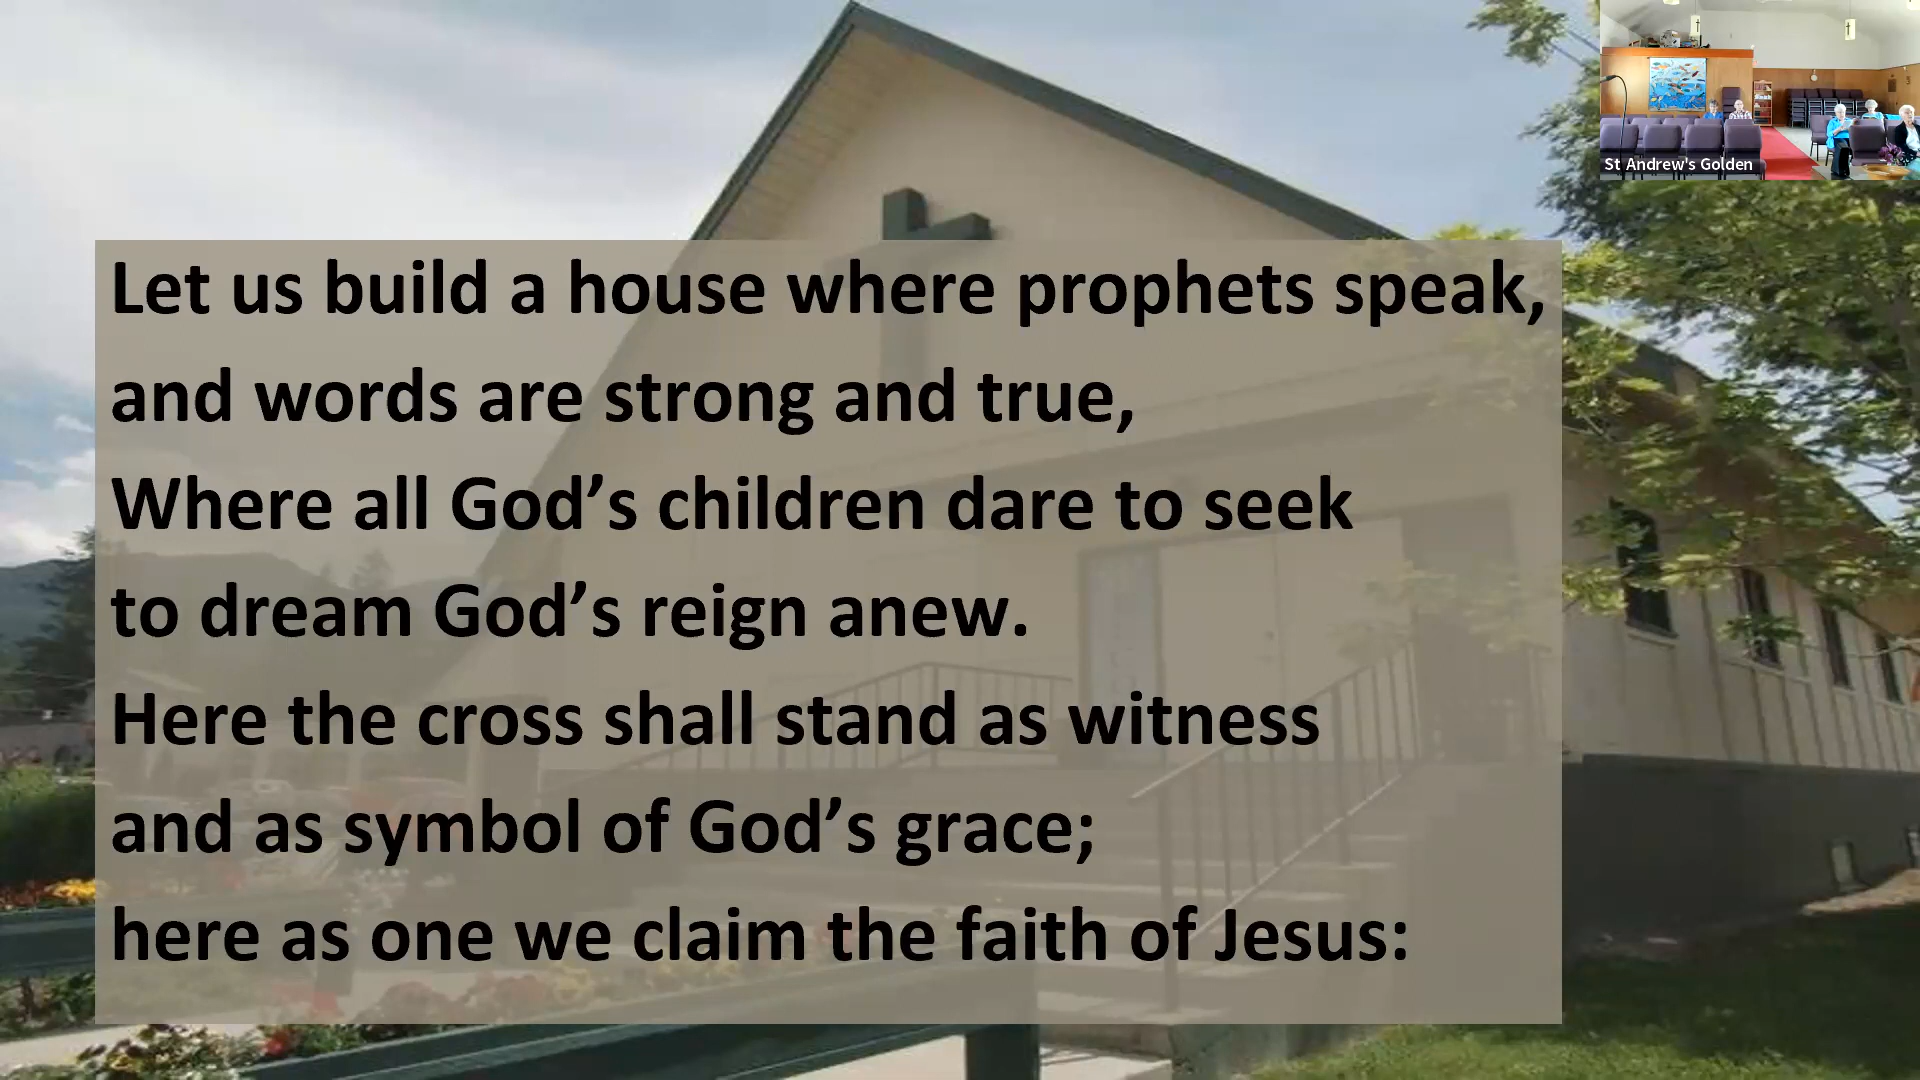 St Andrew's Golden
Let us build a house where prophets speak,
and words are strong and true,
Where all God’s children dare to seek
to dream God’s reign anew.
Here the cross shall stand as witness
and as symbol of God’s grace;
here as one we claim the faith of Jesus: